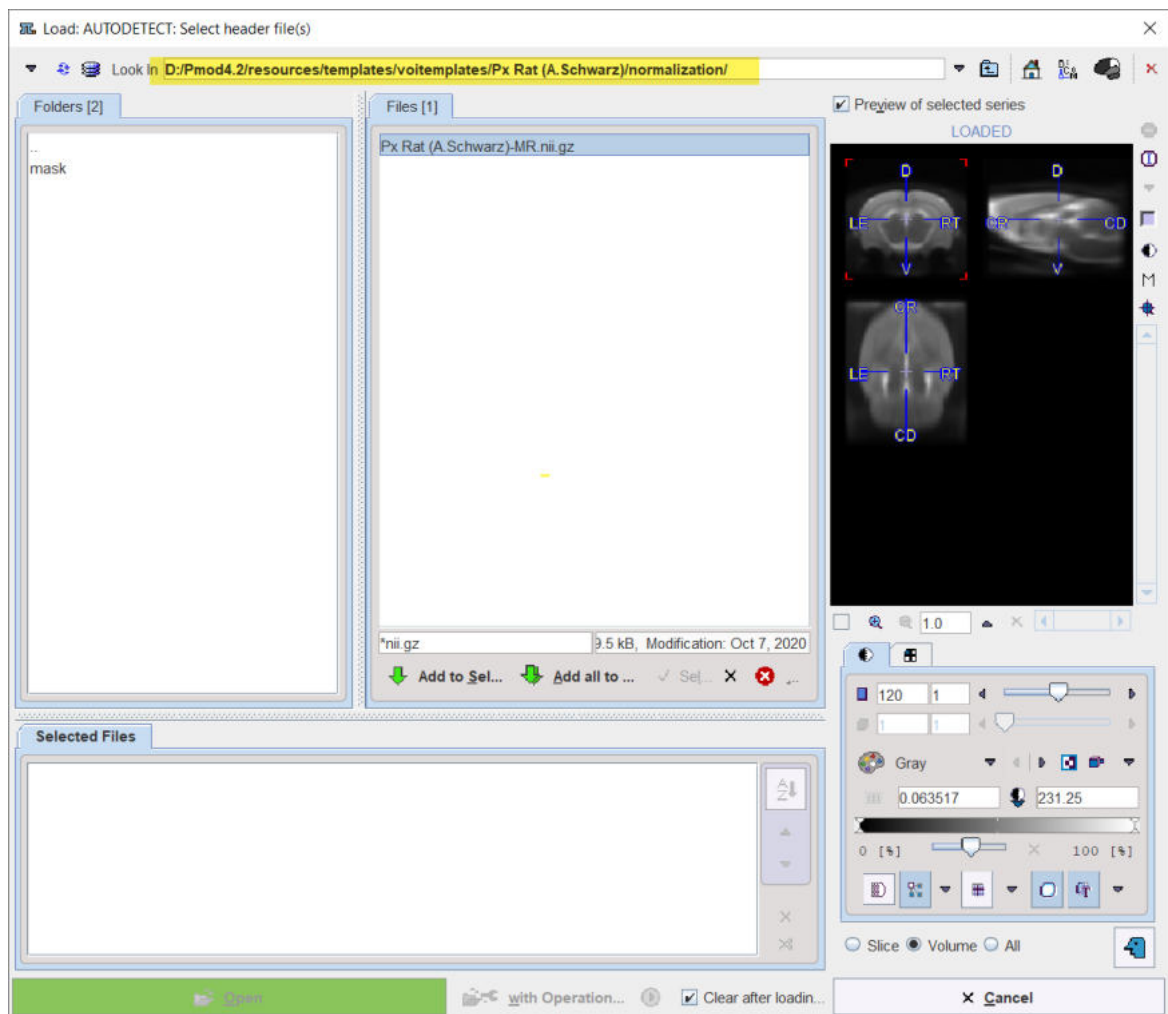 Load: AUTODETECT: Select header file(s)
Look In D:/Pmod4.2/resources/templates/voitemplates/Px Rat (A.Schwarz)/normalization/
Folders [2]
Files [1]
Preview of selected series
..
mask
Px Rat (A.Schwarz)-MR.nii.gz
LOADED
D
LE RT
V
D
CR CD
V
CR
LE RT
CD
M
1.0
*nii.gz
9.5 kB, Modification: Oct 7, 2020
Add to Sel...
Add all to ...
Sel...
Selected Files
120 1
1 1
Gray
0.063517 231.25
0 [%] 100 [%]
Slice Volume All
Open
with Operation...
Clear after loadin...
Cancel